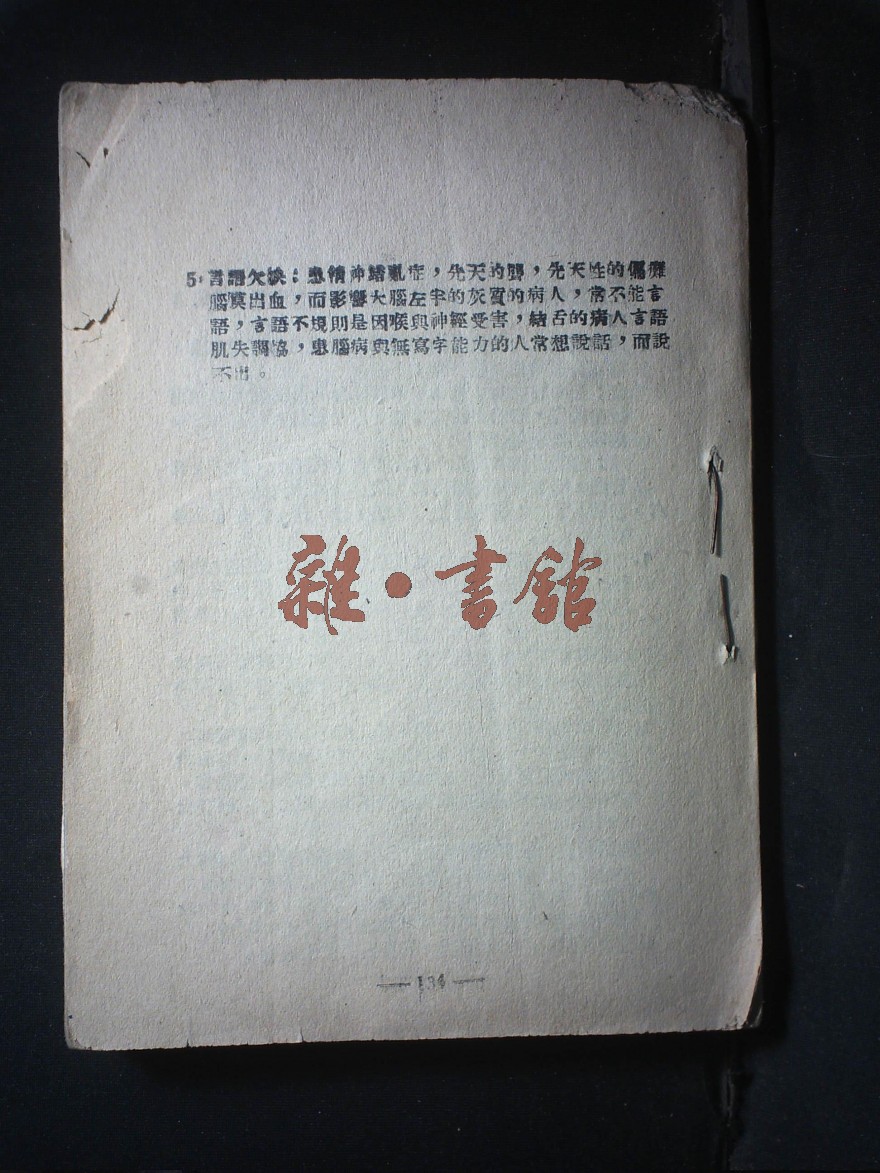 5. 言語欠缺：患精神錯亂症，先天的聾，先天性的偏癱
腦莫出血，而影響大腦左半的灰質的病人，常不能言
語，言語不規則是因喉與神經受害，結舌的病人言語
肌失調協，患腦病與無寫字能力的人常想說話，而說
不出。
雜·書館
— 134 —